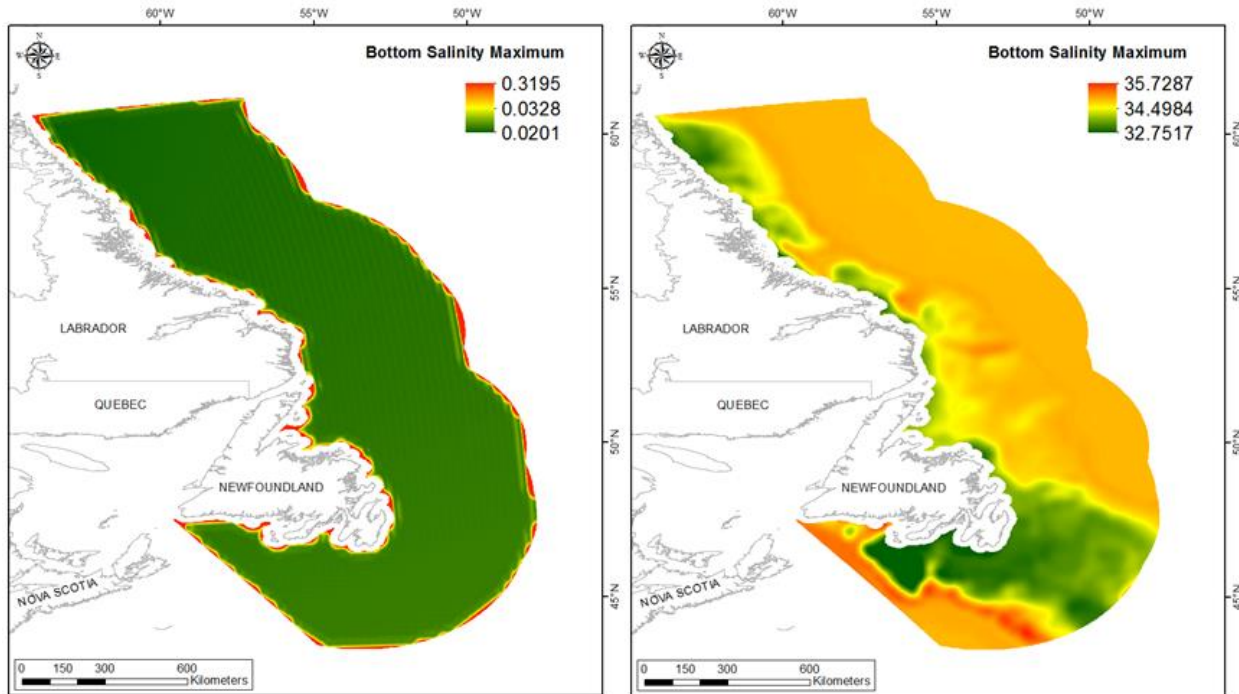 60°W 55°W 50°W
N
W E
S
Bottom Salinity Maximum
0.3195
0.0328
0.0201
60°N
55°N
50°N
45°N
LABRADOR
QUEBEC
NEWFOUNDLAND
NOVA SCOTIA
0 150 300 600
Kilometers
60°W 55°W 50°W
N
W E
S
Bottom Salinity Maximum
35.7287
34.4984
32.7517
60°N
55°N
50°N
45°N
LABRADOR
QUEBEC
NEWFOUNDLAND
NOVA SCOTIA
0 150 300 600
Kilometers